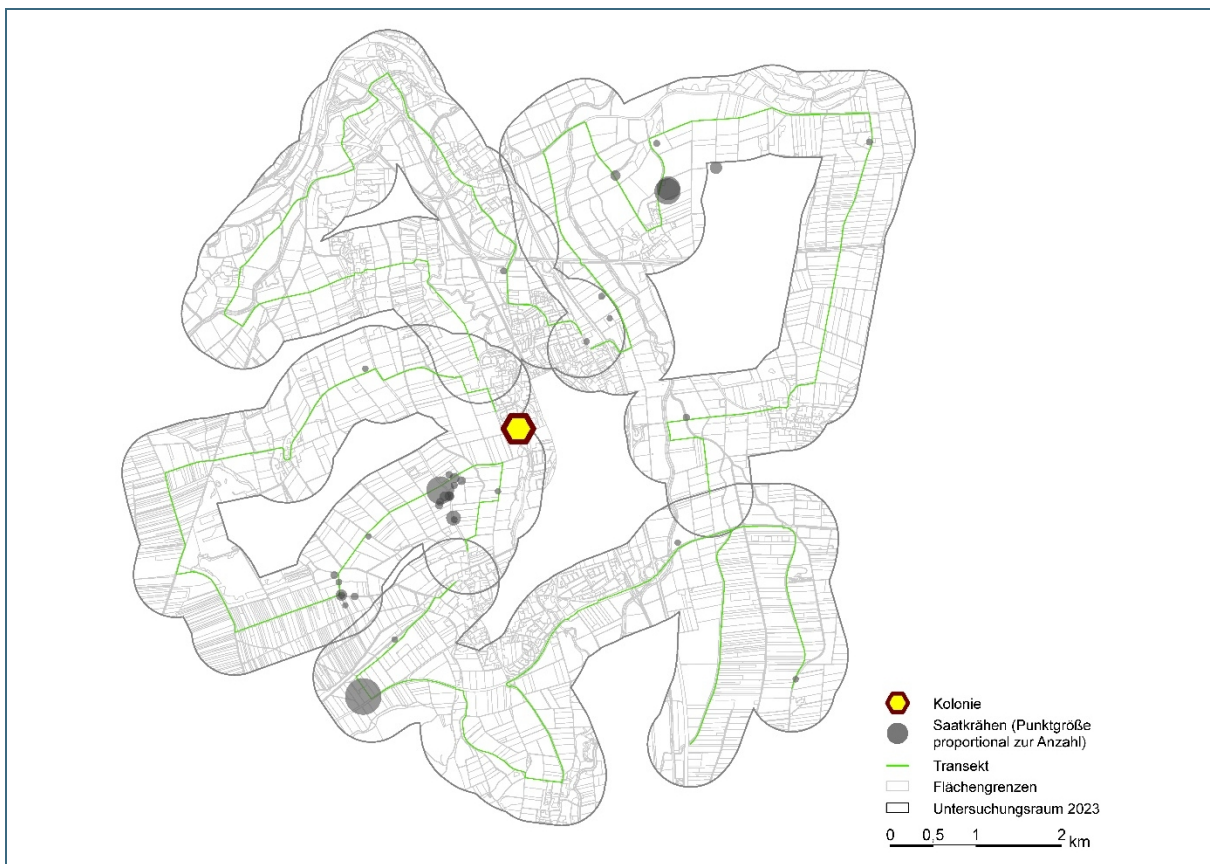 Kolonie
Saatkrähen (Punktgröße
proportional zur Anzahl)
Transekt
Flächengrenzen
Untersuchungsraum 2023
0 0,5 1 2
km